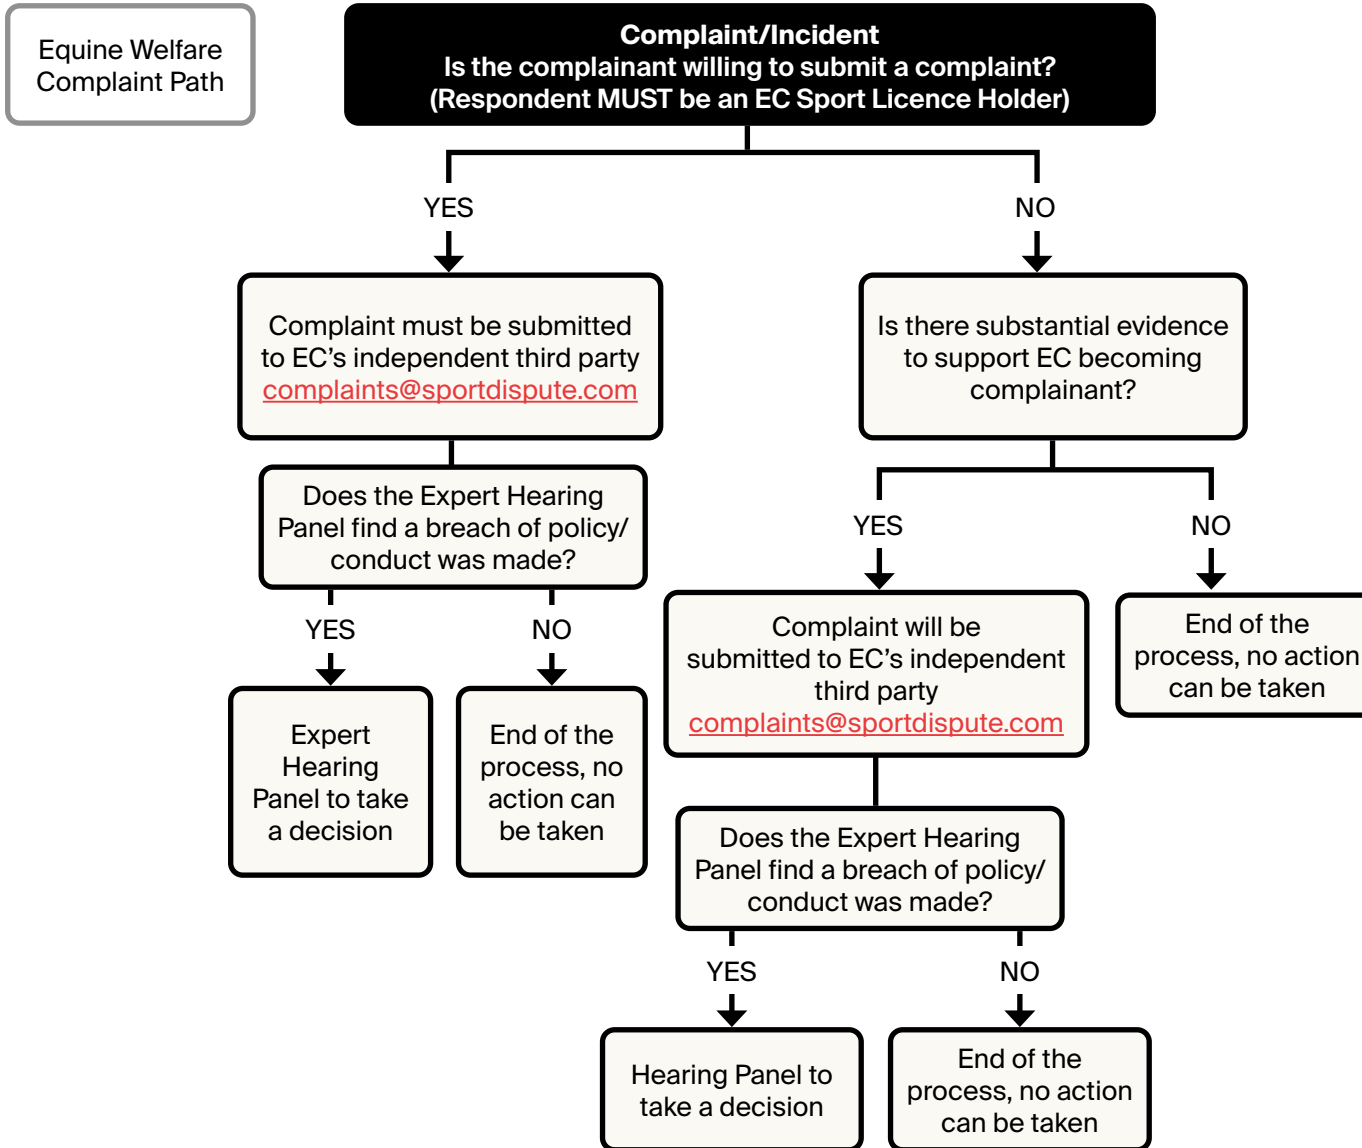 Equine Welfare
Complaint Path
Complaint/Incident
Is the complainant willing to submit a complaint?
(Respondent MUST be an EC Sport Licence Holder)
YES
NO
Complaint must be submitted
to EC’s independent third party
complaints@sportdispute.com
Is there substantial evidence
to support EC becoming
complainant?
Does the Expert Hearing
Panel find a breach of policy/
conduct was made?
YES
NO
YES
NO
Expert
Hearing
Panel to take
a decision
End of the
process, no
action can
be taken
Complaint will be
submitted to EC’s independent
third party
complaints@sportdispute.com
End of the
process, no action
can be taken
Does the Expert Hearing
Panel find a breach of policy/
conduct was made?
YES
NO
Hearing Panel to
take a decision
End of the
process, no action
can be taken